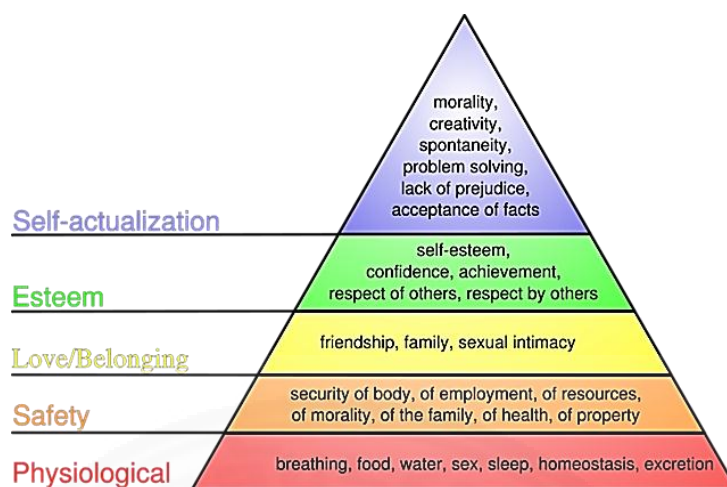 morality,
creativity,
spontaneity,
problem solving,
lack of prejudice,
acceptance of facts
Self-actualization
self-esteem,
confidence, achievement,
respect of others, respect by others
Esteem
friendship, family, sexual intimacy
Love/Belonging
security of body, of employment, of resources,
of morality, of the family, of health, of property
Safety
breathing, food, water, sex, sleep, homeostasis, excretion
Physiological